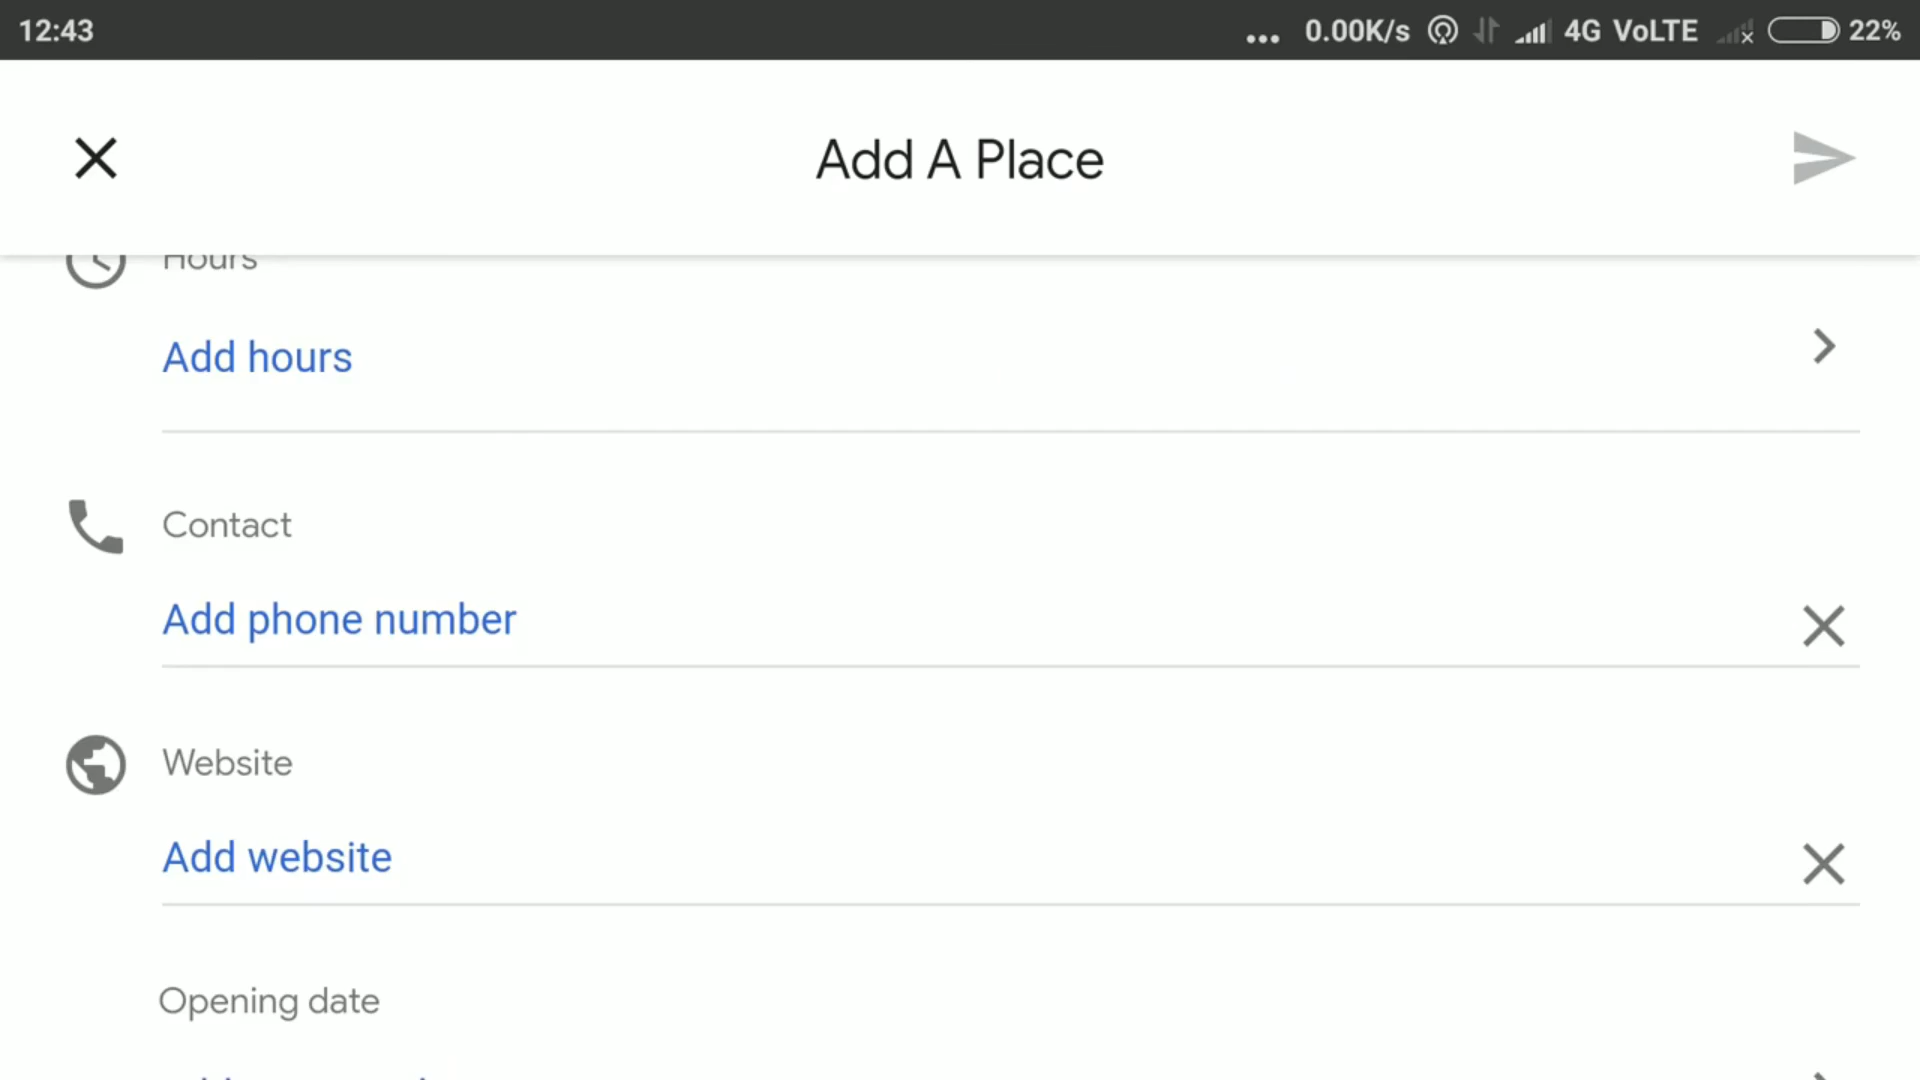 12:43 ... 0.00K/s 4G VoLTE 22%
Add A Place
Hours
Add hours
Contact
Add phone number
Website
Add website
Opening date